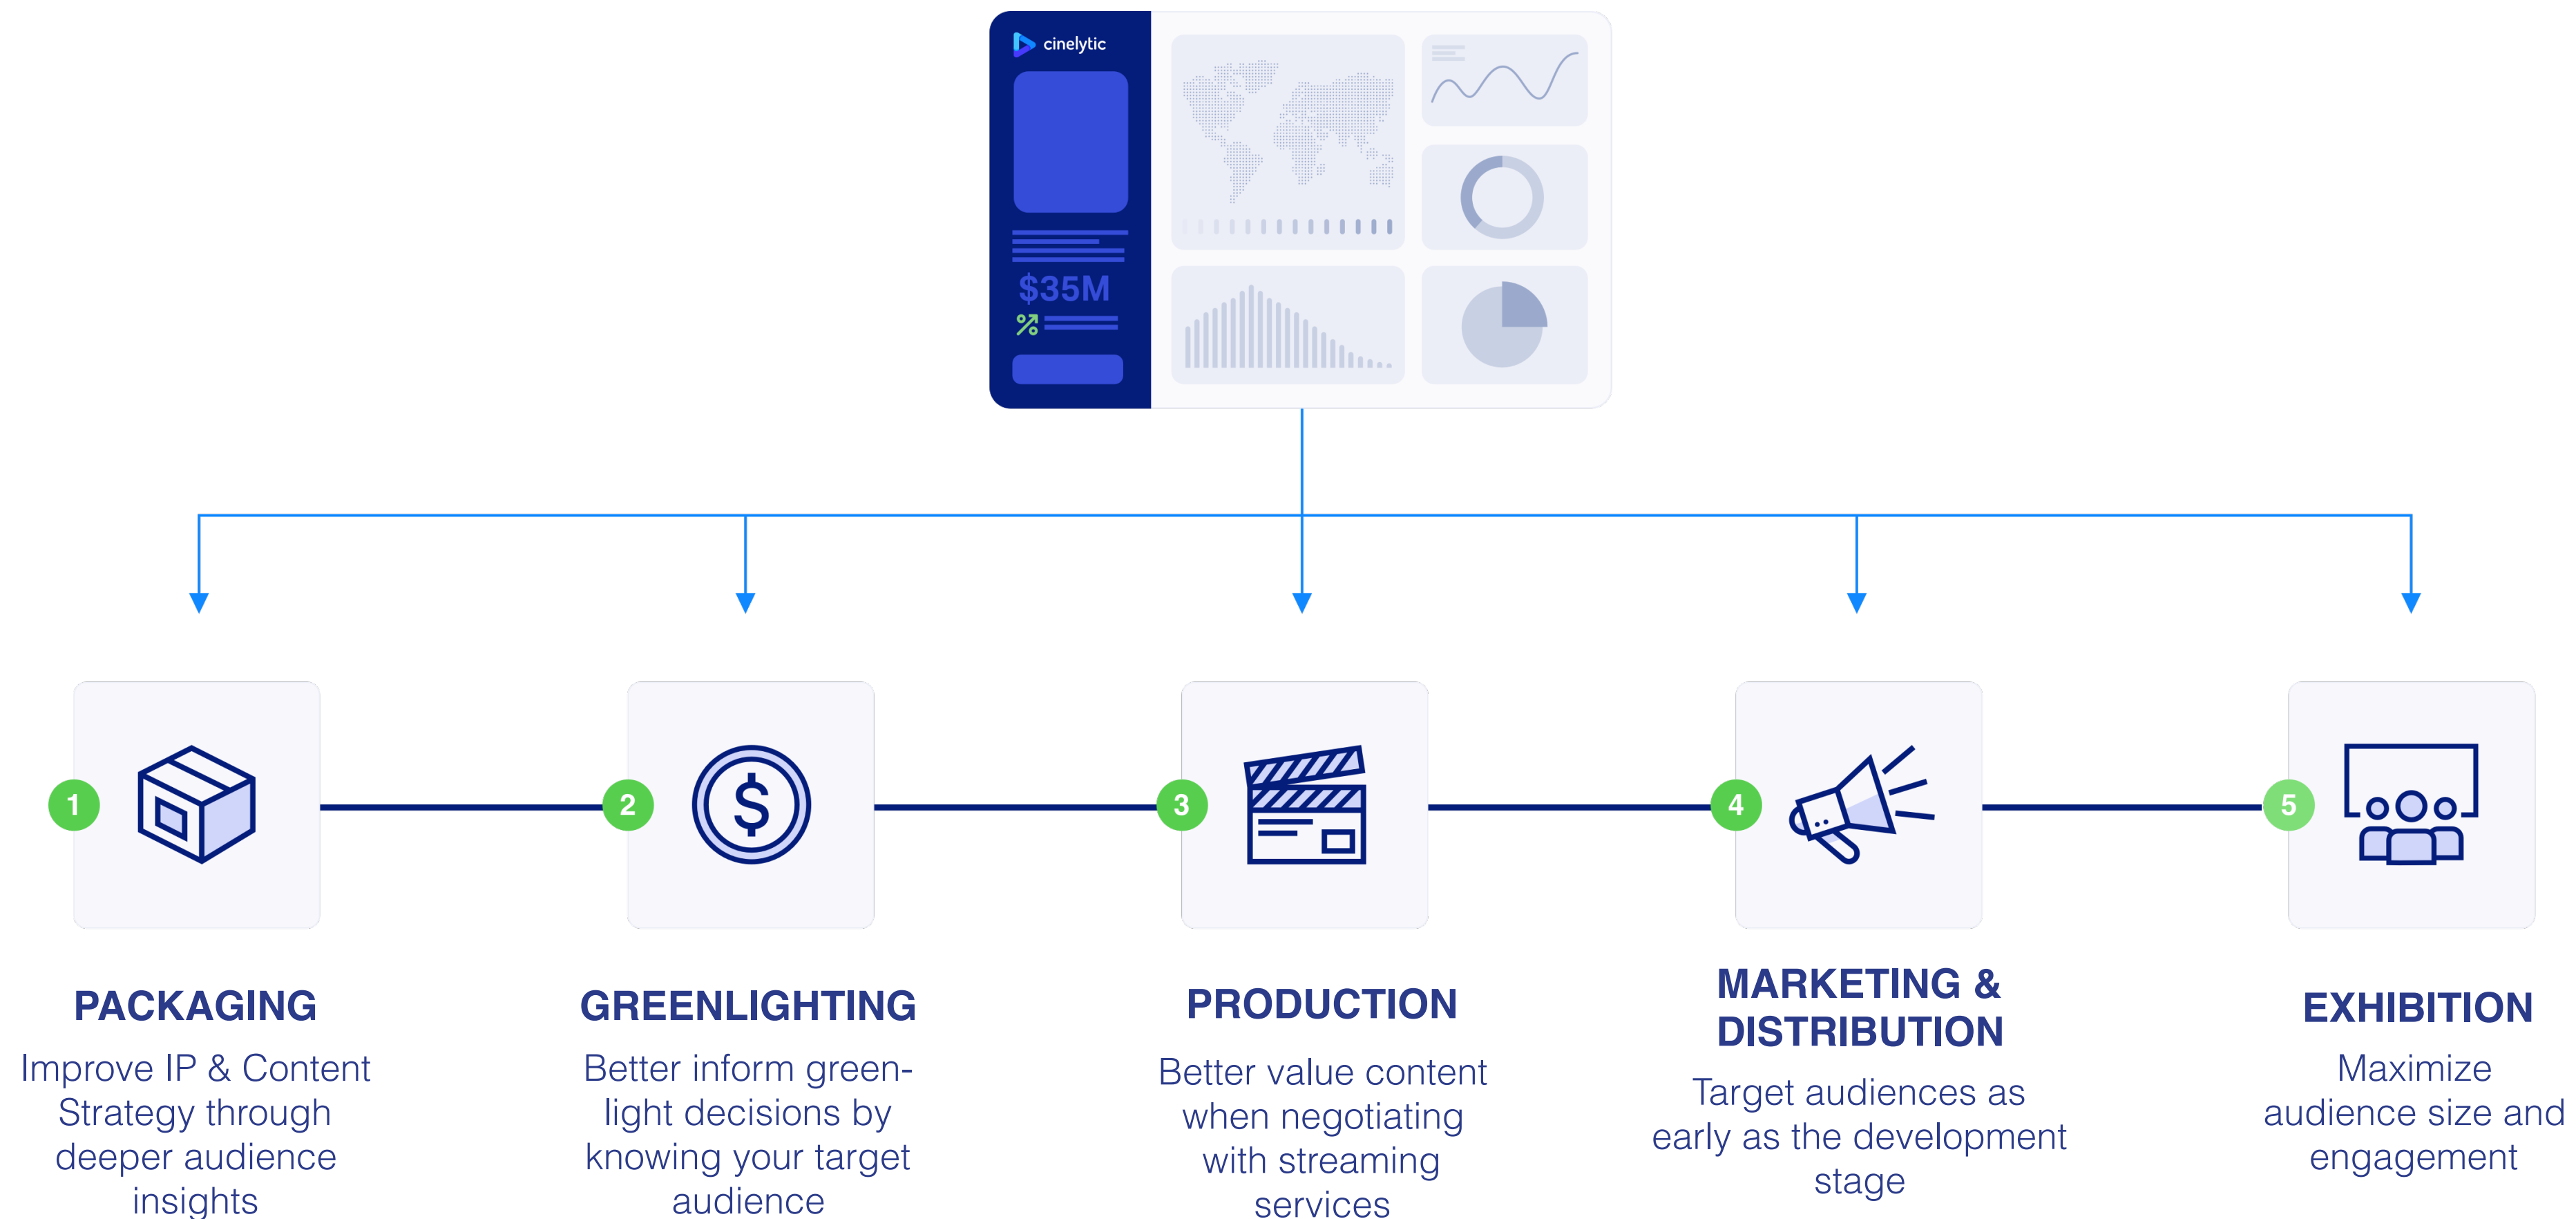 cinelytic
$35M
1
2
3
4
5
PACKAGING
Improve IP & Content
Strategy through
deeper audience
insights
GREENLIGHTING
Better inform green-
light decisions by
knowing your target
audience
PRODUCTION
Better value content
when negotiating
with streaming
services
MARKETING &
DISTRIBUTION
Target audiences as
early as the development
stage
EXHIBITION
Maximize
audience size and
engagement